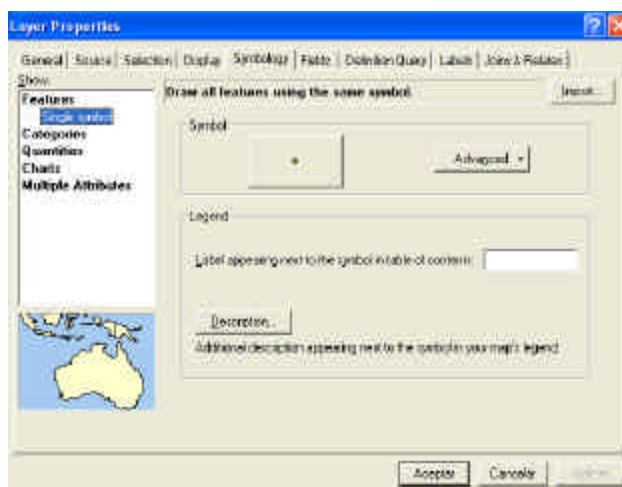 Layer Properties
General Source Selection Display Symbology Fields Definition Query Labels Joins & Relates
Show:
Features
Single symbol
Categories
Quantities
Charts
Multiple Attributes
Draw all features using the same symbol.
Import...
Symbol
Advanced
Legend
Label appearing next to the symbol in table of contents:
Description...
Additional description appearing next to the symbol in your map's legend
Aceptar Cancelar